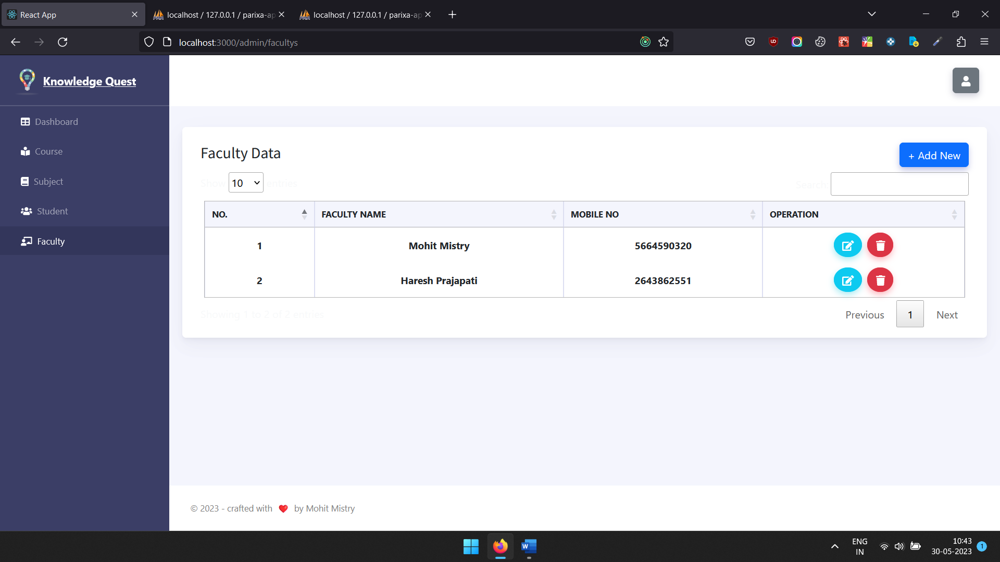 React App
localhost / 127.0.0.1 / parixa-ap
localhost / 127.0.0.1 / parixa-ap
localhost:3000/admin/facultys
Knowledge Quest
Dashboard
Course
Subject
Student
Faculty
Faculty Data
+ Add New
Show 10 entries
Search:
NO. FACULTY NAME MOBILE NO OPERATION
1 Mohit Mistry 5664590320
2 Haresh Prajapati 2643862551
Showing 1 to 2 of 2 entries
Previous 1 Next
© 2023 - crafted with ❤ by Mohit Mistry
ENG
IN
10:43
30-05-2023
1